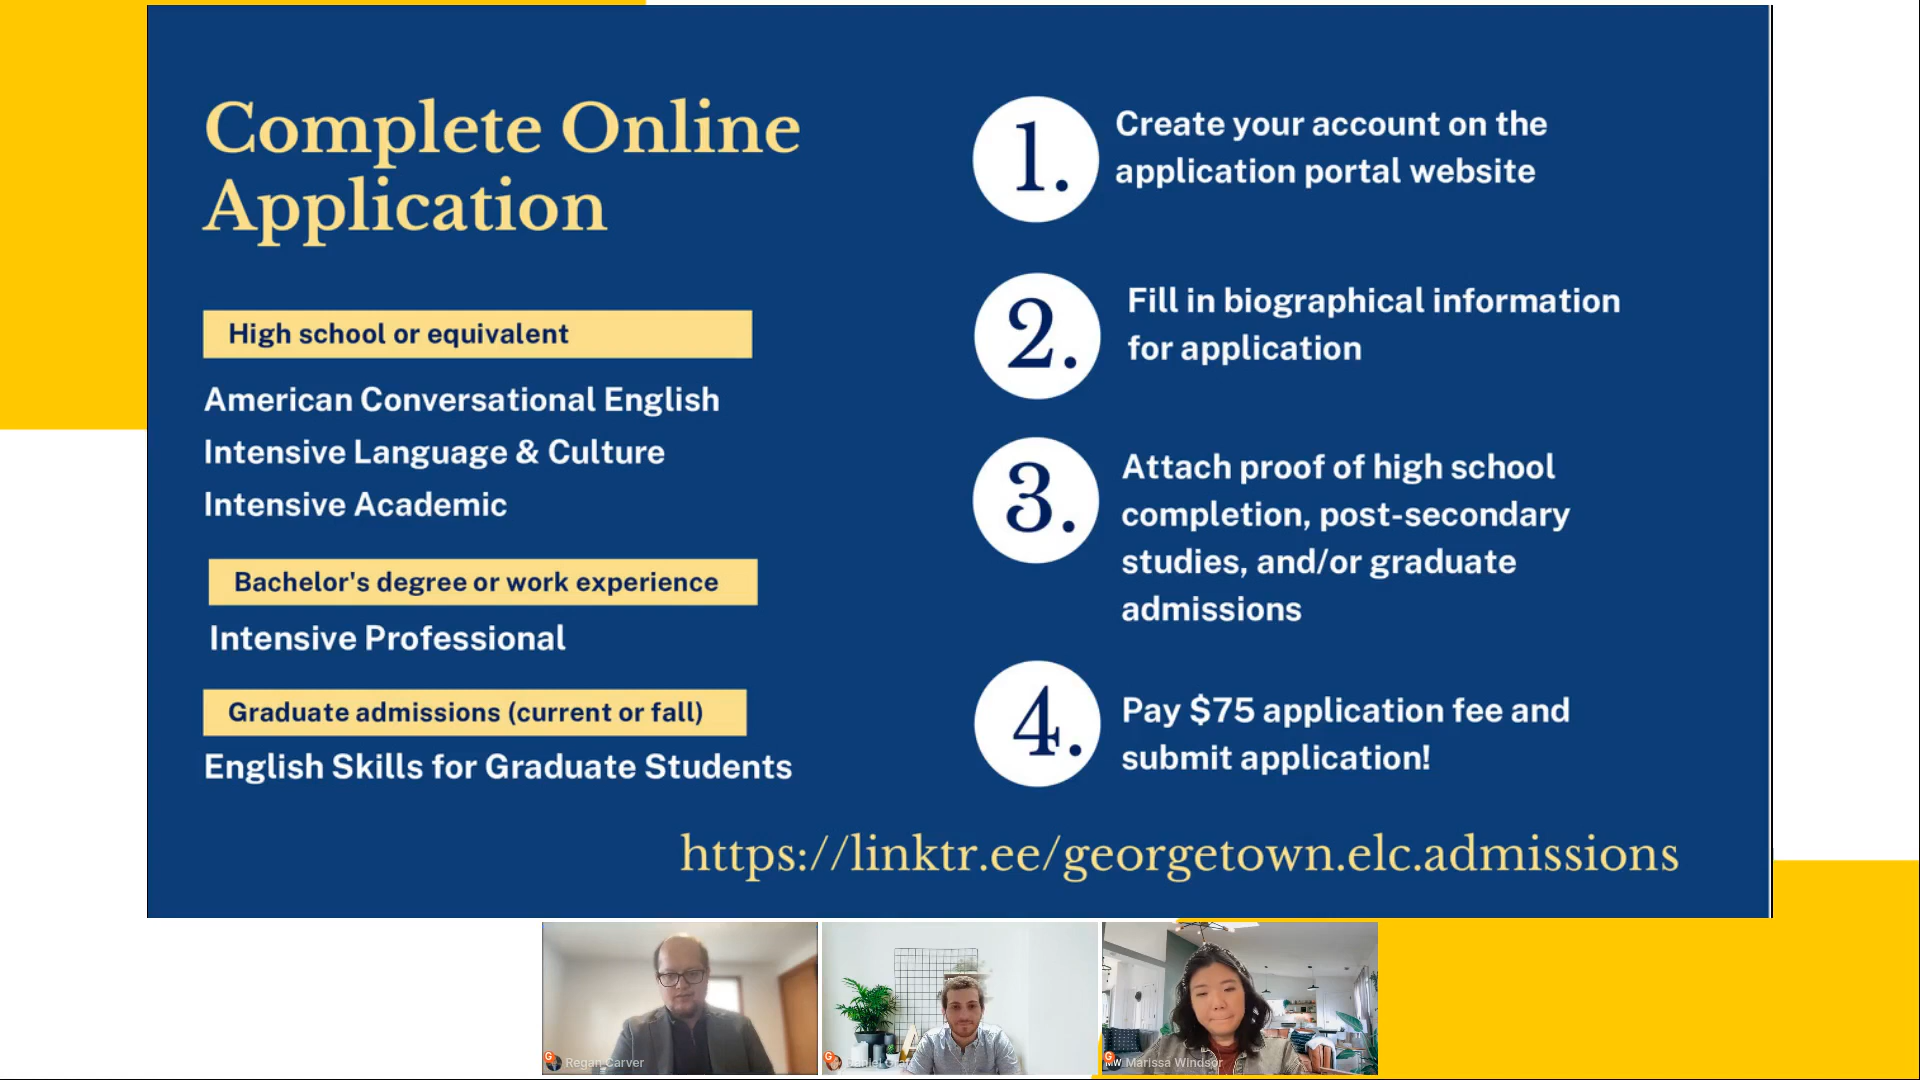 Complete Online
Application
High school or equivalent
American Conversational English
Intensive Language & Culture
Intensive Academic
Bachelor's degree or work experience
Intensive Professional
Graduate admissions (current or fall)
English Skills for Graduate Students
1.
Create your account on the
application portal website
2.
Fill in biographical information
for application
3.
Attach proof of high school
completion, post-secondary
studies, and/or graduate
admissions
4.
Pay $75 application fee and
submit application!
https://linktr.ee/georgetown.elc.admissions
G
Regan Carver
G
G
MW
Marissa Windsor